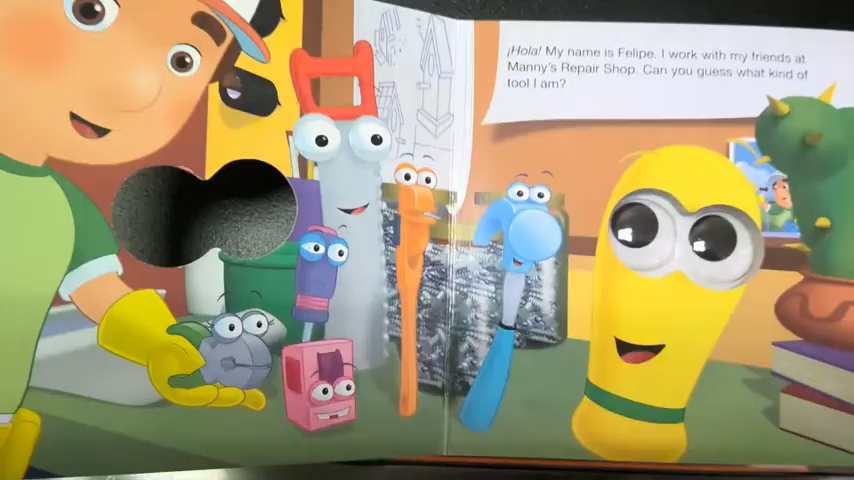 ¡Hola! My name is Felipe. I work with my friends at
Manny's Repair Shop. Can you guess what kind of
tool I am?